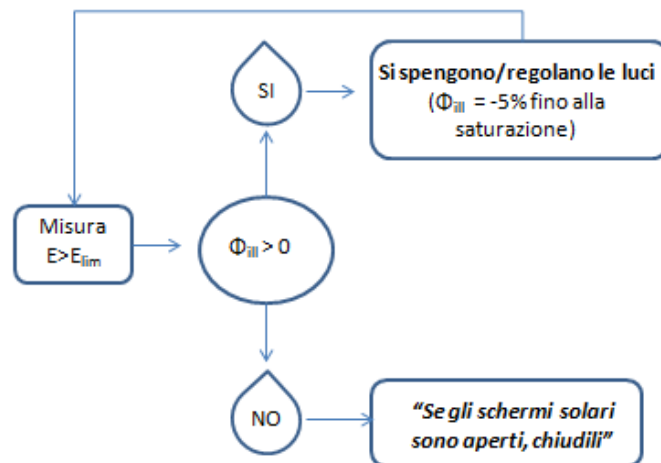 SI
Si spengono/regolano le luci
(Φill = -5% fino alla
saturazione)
Misura
E>Elim
Φill > 0
NO
“Se gli schermi solari
sono aperti, chiudili”